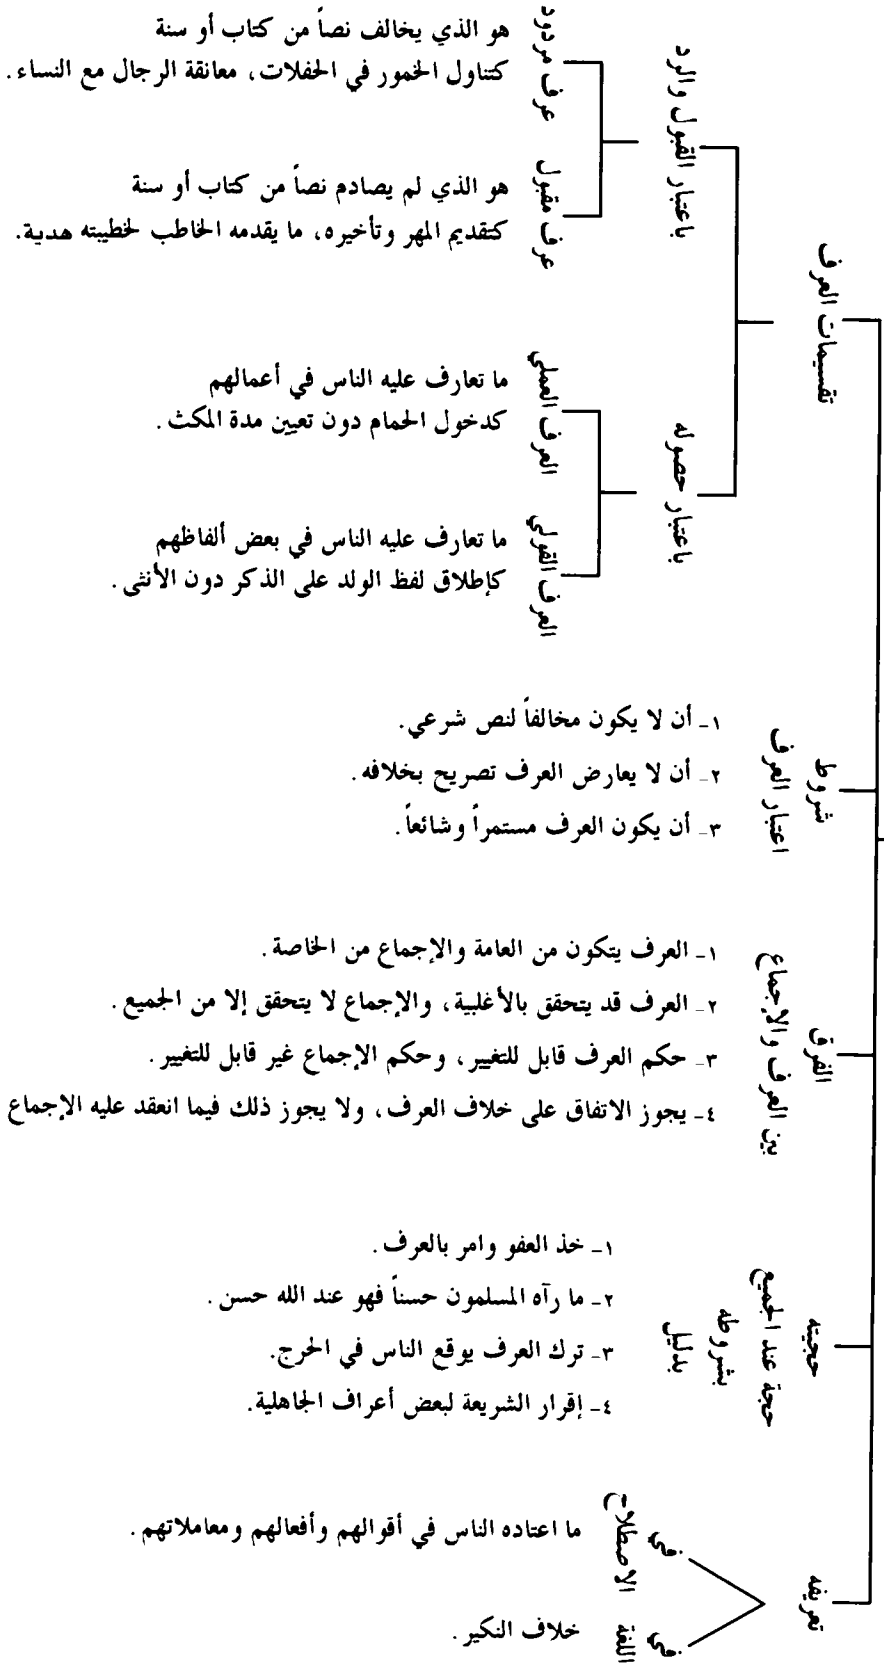 تقسيمات العرف
باعتبار القبول والرد
عرف مردود
هو الذي يخالف نصاً من كتاب أو سنة
كتناول الخمور في الحفلات، معانقة الرجال مع النساء.
عرف مقبول
هو الذي لم يصادم نصاً من كتاب أو سنة
كتقديم المهر وتأخيره، ما يقدمه الخاطب لخطيبته هدية.
باعتبار حصوله
العرف العملي
ما تعارف عليه الناس في أعمالهم
كدخول الحمام دون تعيين مدة المكث.
العرف القولي
ما تعارف عليه الناس في بعض ألفاظهم
كإطلاق لفظ الولد على الذكر دون الأنثى.
شروط
اعتبار العرف
١- أن لا يكون مخالفاً لنص شرعي.
٢- أن لا يعارض العرف تصريح بخلافه.
٣- أن يكون العرف مستمراً وشائعاً.
الفرق
بين العرف والإجماع
١- العرف يتكون من العامة والإجماع من الخاصة.
٢- العرف قد يتحقق بالأغلبية، والإجماع لا يتحقق إلا من الجميع.
٣- حكم العرف قابل للتغيير، وحكم الإجماع غير قابل للتغيير.
٤- يجوز الاتفاق على خلاف العرف، ولا يجوز ذلك فيما انعقد عليه الإجماع
حجيته
حجة عند الجميع
بشروطه
بدليل
١- خذ العفو وامر بالعرف.
٢- ما رآه المسلمون حسناً فهو عند الله حسن.
٣- ترك العرف يوقع الناس في الحرج.
٤- إقرار الشريعة لبعض أعراف الجاهلية.
تعريفه
في
الاصطلاح
ما اعتاده الناس في أقوالهم وأفعالهم ومعاملاتهم.
في
اللغة
خلاف النكير.